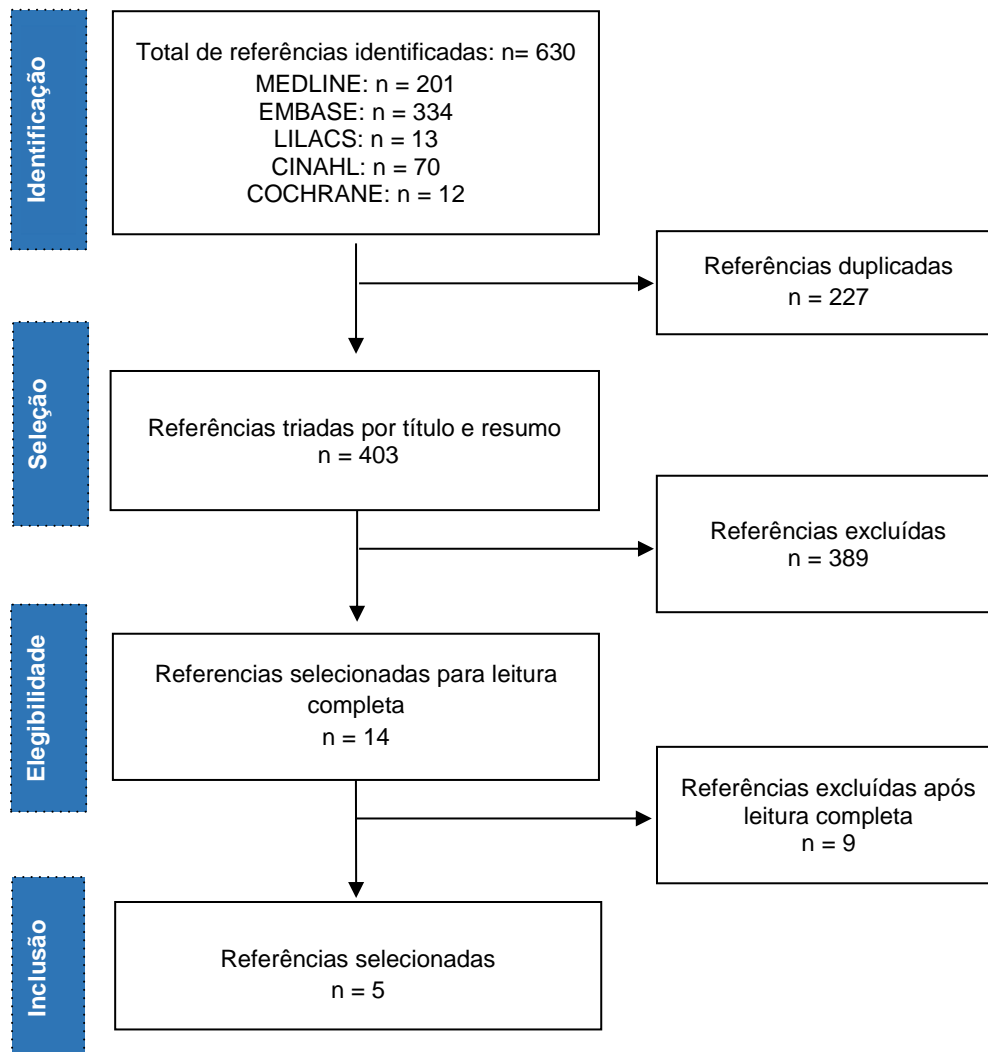 Identificação
Total de referências identificadas: n= 630
MEDLINE: n = 201
EMBASE: n = 334
LILACS: n = 13
CINAHL: n = 70
COCHRANE: n = 12
Referências duplicadas
n = 227
Seleção
Referências triadas por título e resumo
n = 403
Referências excluídas
n = 389
Elegibilidade
Referencias selecionadas para leitura
completa
n = 14
Referências excluídas após
leitura completa
n = 9
Inclusão
Referências selecionadas
n = 5